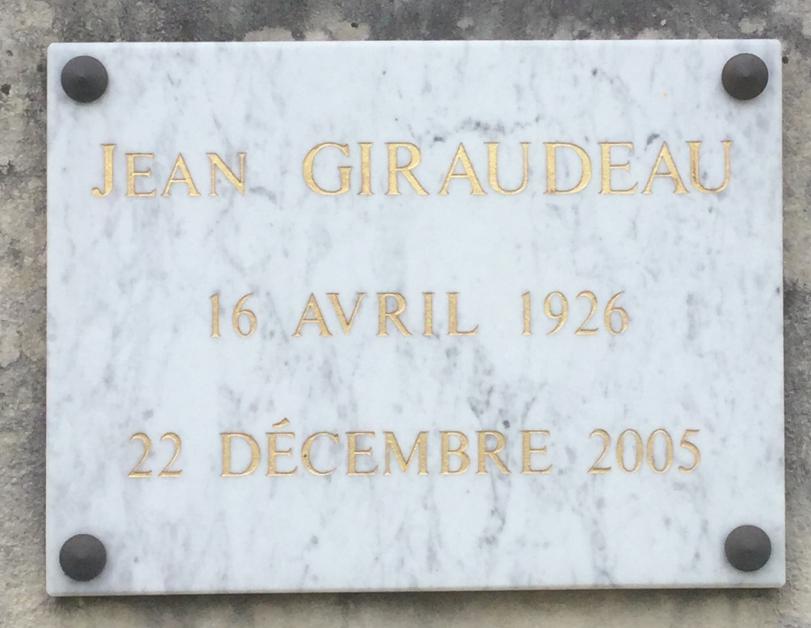 JEAN GIRAUDEAU
16 AVRIL 1926
22 DÉCEMBRE 2005